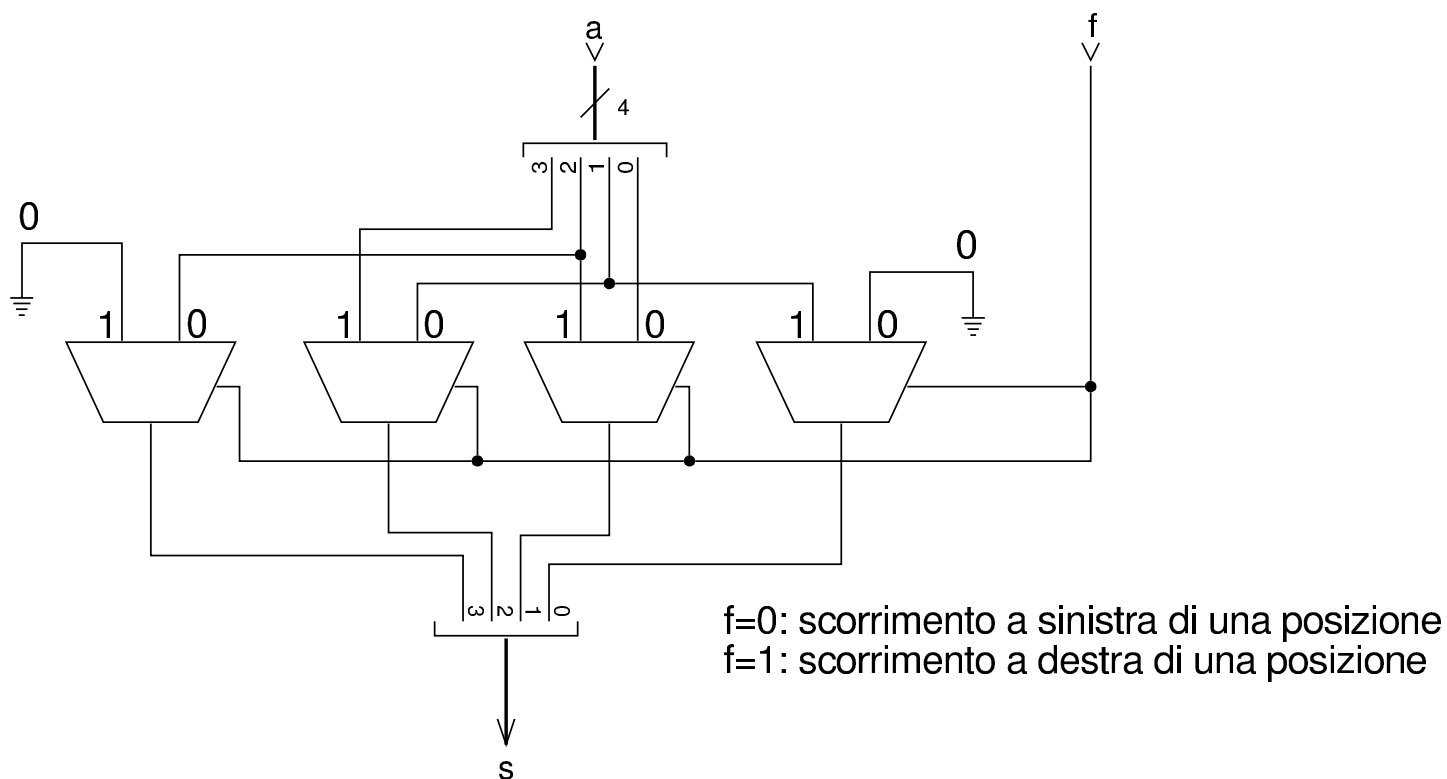 a
f
4
3 2 1 0
0
0
1 0
1 0
1 0
1 0
3 2 1 0
f=0: scorrimento a sinistra di una posizione
f=1: scorrimento a destra di una posizione
s